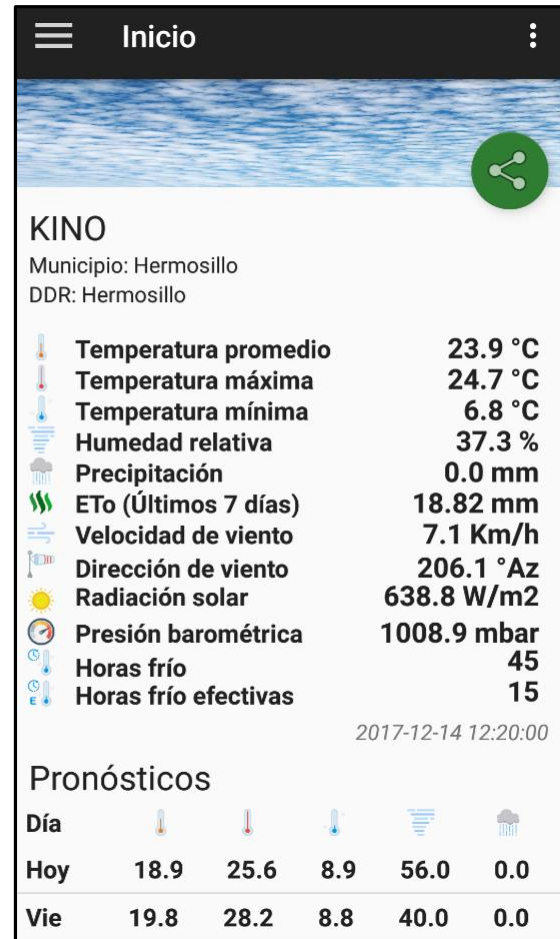 Inicio
KINO
Municipio: Hermosillo
DDR: Hermosillo
Temperatura promedio 23.9 °C
Temperatura máxima 24.7 °C
Temperatura mínima 6.8 °C
Humedad relativa 37.3 %
Precipitación 0.0 mm
ETo (Últimos 7 días) 18.82 mm
Velocidad de viento 7.1 Km/h
Dirección de viento 206.1 °Az
Radiación solar 638.8 W/m2
Presión barométrica 1008.9 mbar
Horas frío 45
E Horas frío efectivas 15
2017-12-14 12:20:00
Pronósticos
Día
Hoy 18.9 25.6 8.9 56.0 0.0
Vie 19.8 28.2 8.8 40.0 0.0